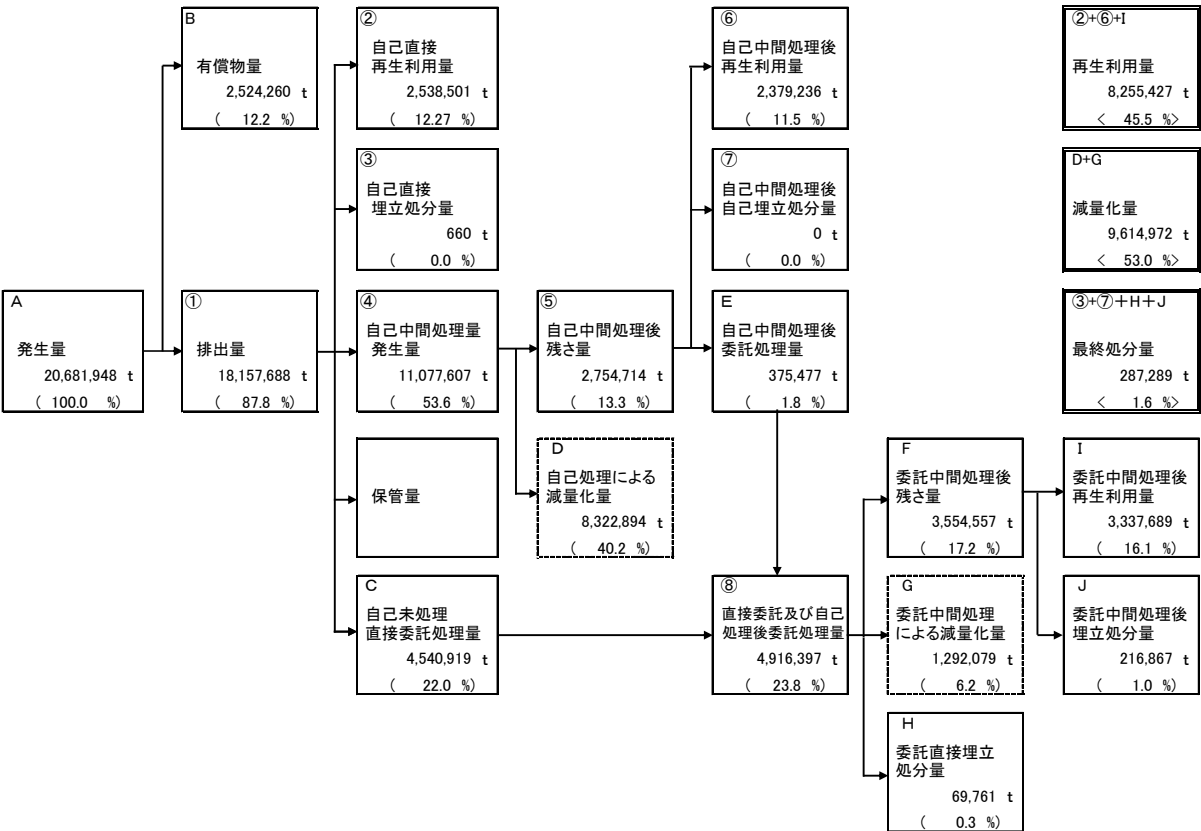 B
有償物量
2,524,260 t
( 12.2 %)
②
自己直接
再生利用量
2,538,501 t
( 12.27 %)
⑥
自己中間処理後
再生利用量
2,379,236 t
( 11.5 %)
②+⑥+I
再生利用量
8,255,427 t
< 45.5 %>
③
自己直接
埋立処分量
660 t
( 0.0 %)
⑦
自己中間処理後
自己埋立処分量
0 t
( 0.0 %)
D+G
減量化量
9,614,972 t
< 53.0 %>
A
発生量
20,681,948 t
( 100.0 %)
①
排出量
18,157,688 t
( 87.8 %)
④
自己中間処理量
発生量
11,077,607 t
( 53.6 %)
⑤
自己中間処理後
残さ量
2,754,714 t
( 13.3 %)
E
自己中間処理後
委託処理量
375,477 t
( 1.8 %)
③+⑦+H+J
最終処分量
287,289 t
< 1.6 %>
保管量
D
自己処理による
減量化量
8,322,894 t
( 40.2 %)
F
委託中間処理後
残さ量
3,554,557 t
( 17.2 %)
I
委託中間処理後
再生利用量
3,337,689 t
( 16.1 %)
C
自己未処理
直接委託処理量
4,540,919 t
( 22.0 %)
⑧
直接委託及び自己
処理後委託処理量
4,916,397 t
( 23.8 %)
G
委託中間処理
による減量化量
1,292,079 t
( 6.2 %)
J
委託中間処理後
埋立処分量
216,867 t
( 1.0 %)
H
委託直接埋立
処分量
69,761 t
( 0.3 %)